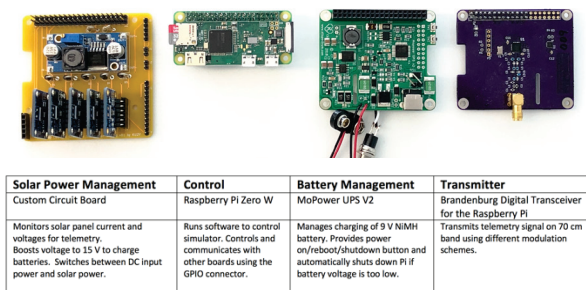 Solar Power Management
Custom Circuit Board
Monitors solar panel current and
voltages for telemetry.
Boosts voltage to 15 V to charge
batteries. Switches between DC input
power and solar power.
Control
Raspberry Pi Zero W
Runs software to control
simulator. Controls and
communicates with
other boards using the
GPIO connector.
Battery Management
MoPower UPS V2
Manages charging of 9 V NiMH
battery. Provides power
on/reboot/shutdown button and
automatically shuts down Pi if
battery voltage is too low.
Transmitter
Brandenburg Digital Transceiver
for the Raspberry Pi
Transmits telemetry signal on 70 cm
band using different modulation
schemes.